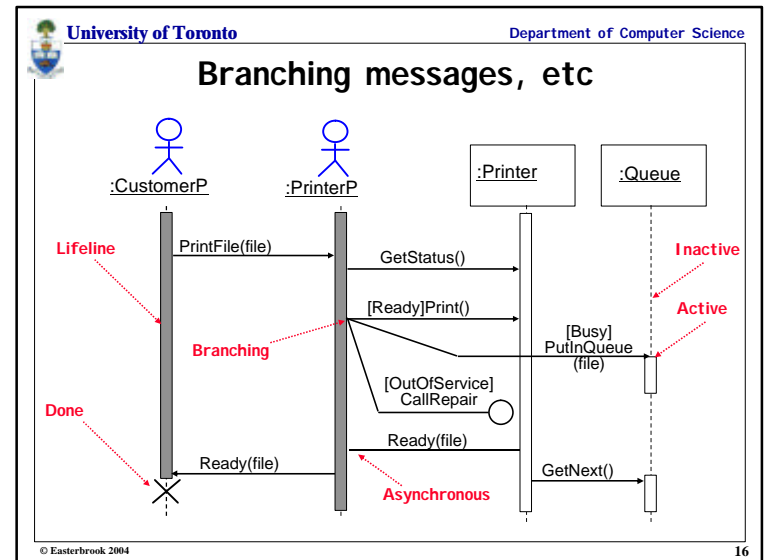 University of Toronto
Department of Computer Science
Branching messages, etc
:CustomerP
:PrinterP
:Printer
:Queue
Lifeline
PrintFile(file)
GetStatus()
Inactive
[Ready]Print()
Active
Branching
[Busy]
PutInQueue
(file)
[OutOfService]
CallRepair
Done
Ready(file)
Ready(file)
GetNext()
Asynchronous
© Easterbrook 2004
16